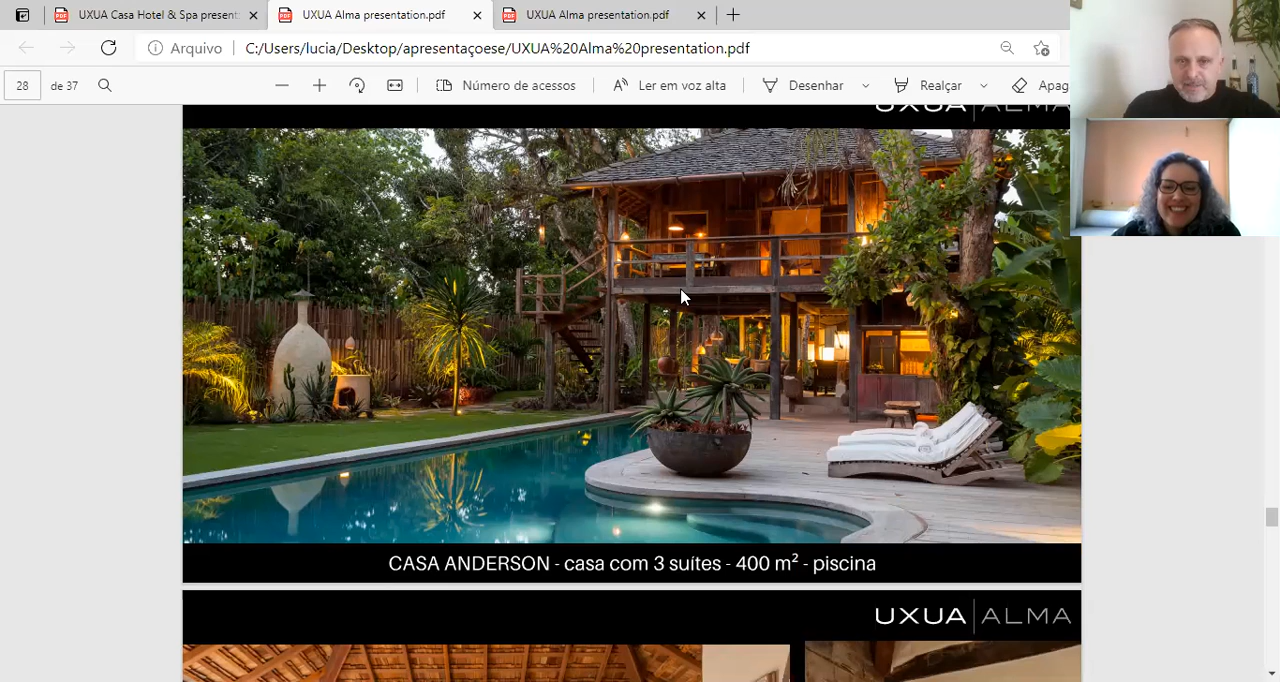 UXUA Casa Hotel & Spa present
UXUA Alma presentation.pdf
UXUA Alma presentation.pdf
Arquivo
C:/Users/lucia/Desktop/apresentaçoese/UXUA%20Alma%20presentation.pdf
28 de 37
Número de acessos
Ler em voz alta
Desenhar
Realçar
Apag
UXUA | ALMA
CASA ANDERSON - casa com 3 suítes - 400 m² - piscina
UXUA | ALMA